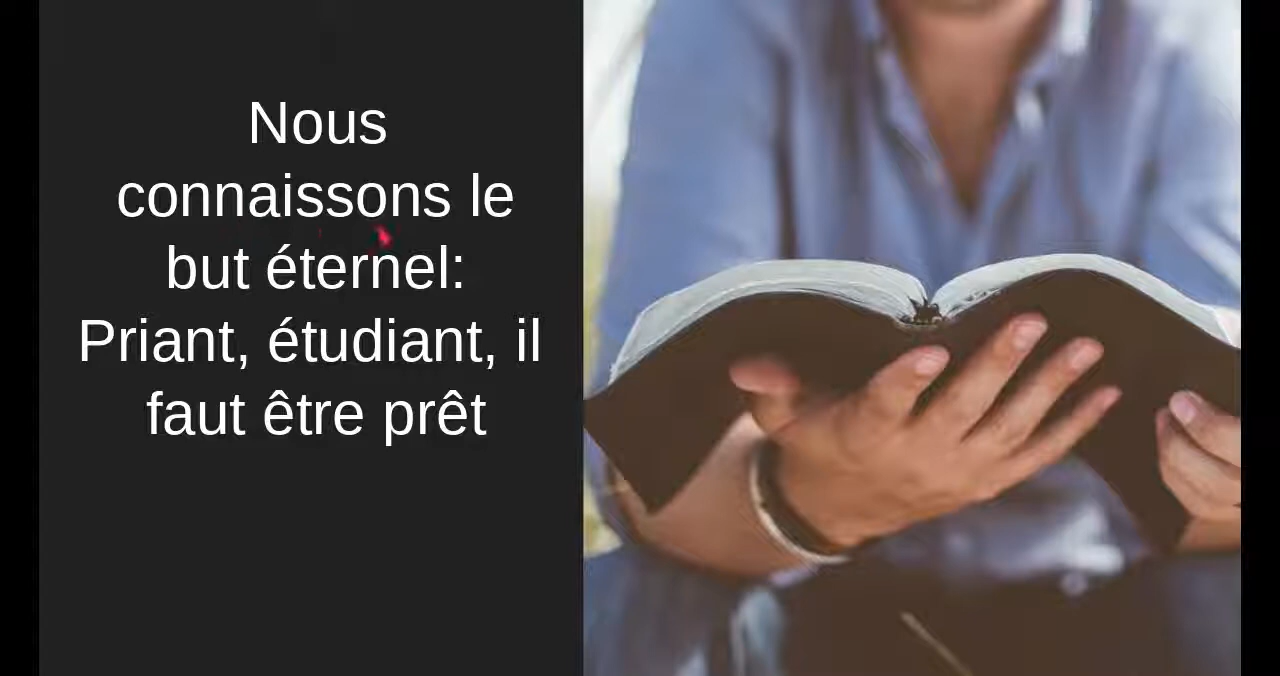 Nous
connaissons le
but éternel:
Priant, étudiant, il
faut être prêt